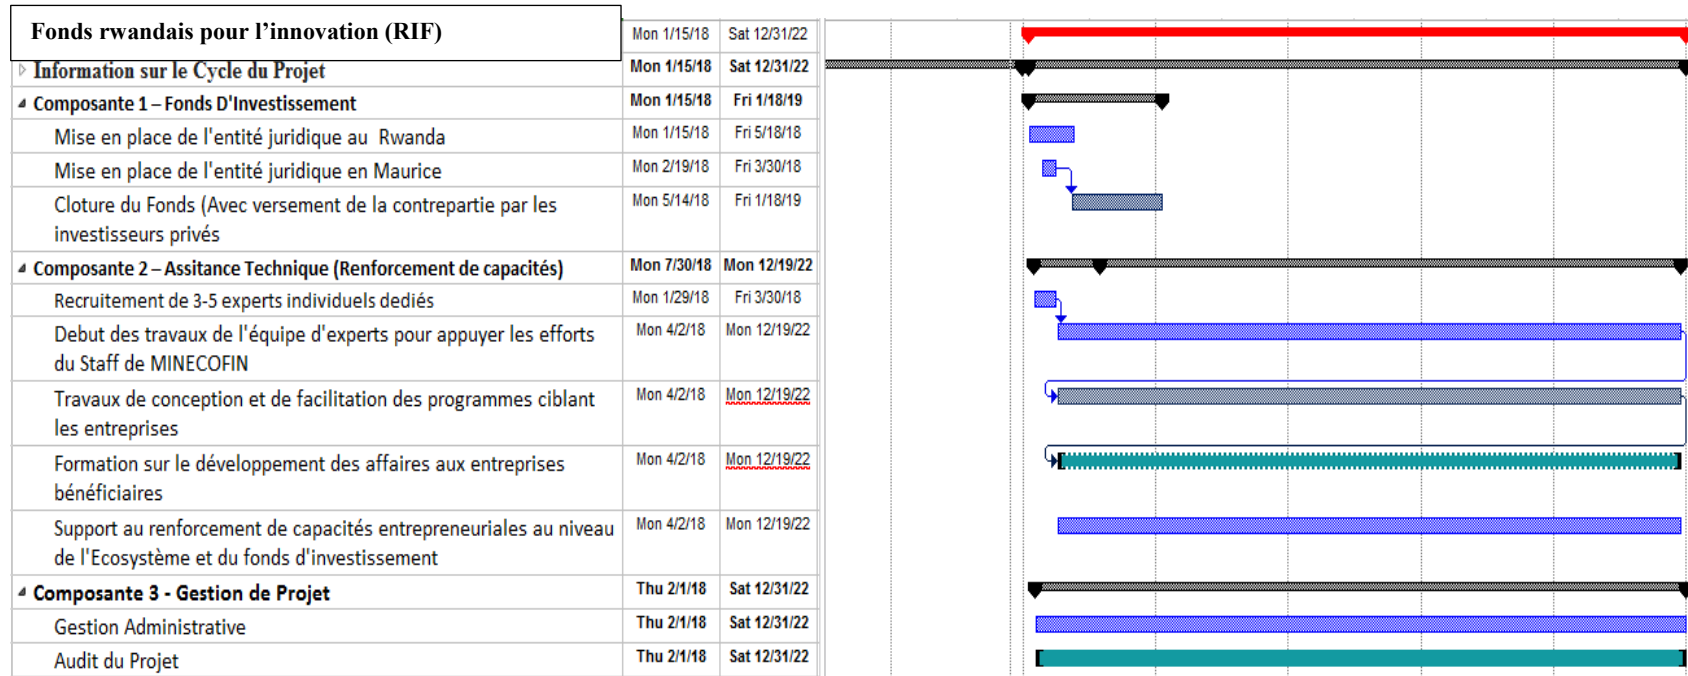 Fonds rwandais pour l’innovation (RIF) Mon 1/15/18 Sat 12/31/22
Information sur le Cycle du Projet Mon 1/15/18 Sat 12/31/22
Composante 1 – Fonds D'Investissement Mon 1/15/18 Fri 1/18/19
Mise en place de l'entité juridique au Rwanda Mon 1/15/18 Fri 5/18/18
Mise en place de l'entité juridique en Maurice Mon 2/19/18 Fri 3/30/18
Cloture du Fonds (Avec versement de la contrepartie par les Mon 5/14/18 Fri 1/18/19
investisseurs privés
Composante 2 – Assitance Technique (Renforcement de capacités) Mon 7/30/18 Mon 12/19/22
Recrutement de 3-5 experts individuels dediés Mon 1/29/18 Fri 3/30/18
Debut des travaux de l'équipe d'experts pour appuyer les efforts Mon 4/2/18 Mon 12/19/22
du Staff de MINECOFIN
Travaux de conception et de facilitation des programmes ciblant Mon 4/2/18 Mon 12/19/22
les entreprises
Formation sur le développement des affaires aux entreprises Mon 4/2/18 Mon 12/19/22
bénéficiaires
Support au renforcement de capacités entrepreneuriales au niveau Mon 4/2/18 Mon 12/19/22
de l'Ecosystème et du fonds d'investissement
Composante 3 - Gestion de Projet Thu 2/1/18 Sat 12/31/22
Gestion Administrative Thu 2/1/18 Sat 12/31/22
Audit du Projet Thu 2/1/18 Sat 12/31/22